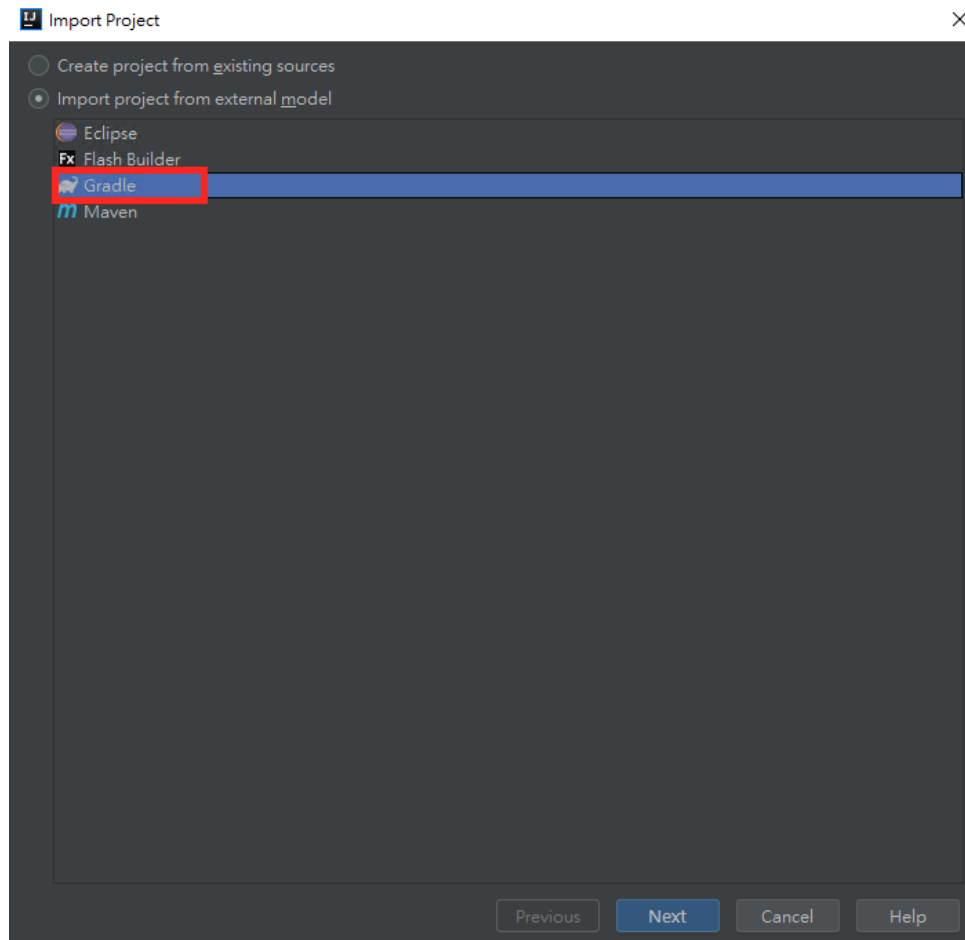 Import Project
Create project from existing sources
Import project from external model
Eclipse
Fx Flash Builder
Gradle
m Maven
Previous Next Cancel Help